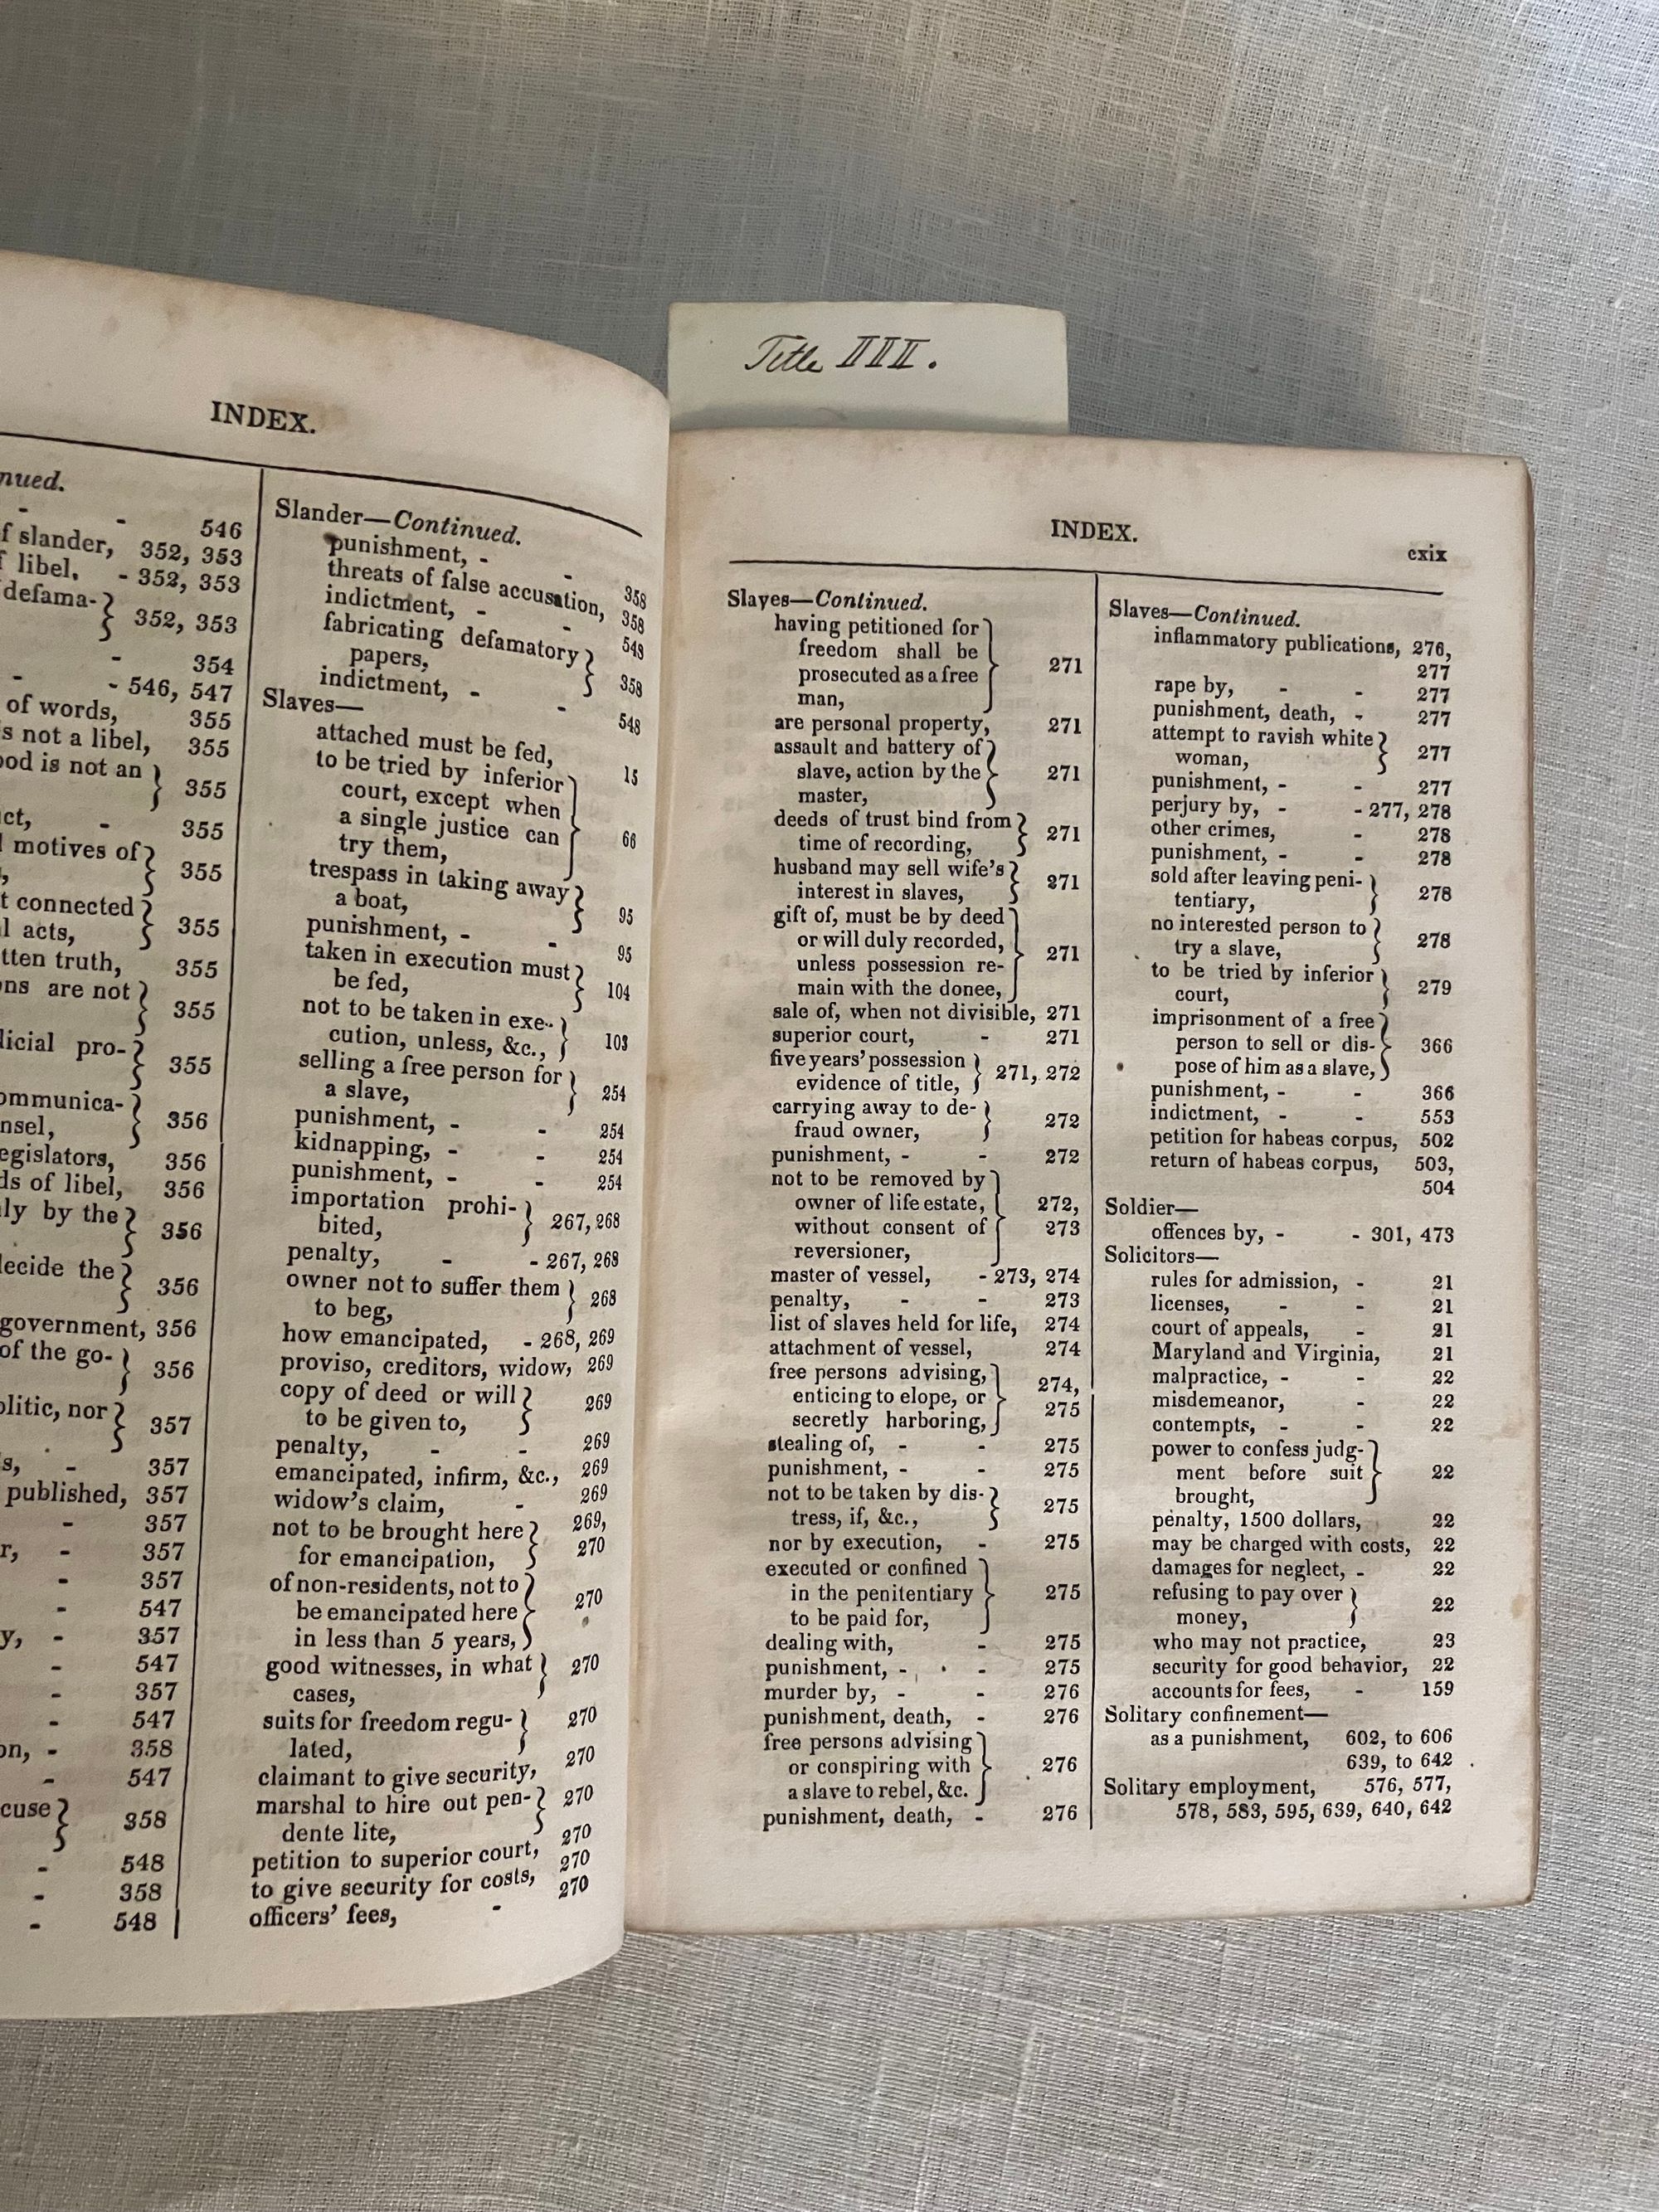 Title III.
INDEX.
nued.
- - 546
f slander, 352, 353
f libel, - 352, 353
defama- 352, 353
- 354
- - 546, 547
of words, 355
s not a libel, 355
ood is not an 355
ct, - 355
motives of 355
t connected
l acts, 355
tten truth, 355
ons are not 355
dicial pro- 355
ommunica-
nsel, 356
egislators, 356
ds of libel, 356
ly by the 356
lecide the 356
government, 356
of the go- 356
olitic, nor 357
s, - 357
published, 357
- 357
r, - 357
- 357
- 547
y, - 357
- 547
- 357
- 547
on, - 358
- 547
cuse 358
- 548
- 358
- 548
Slander—Continued.
punishment, - - 358
threats of false accusation, 358
indictment, - - 548
fabricating defamatory
papers, 358
indictment, - - 548
Slaves—
attached must be fed, 15
to be tried by inferior
court, except when
a single justice can 66
try them,
trespass in taking away
a boat, 95
punishment, - - 95
taken in execution must
be fed, 104
not to be taken in exe-
cution, unless, &c., 103
selling a free person for
a slave, 254
punishment, - - 254
kidnapping, - - 254
punishment, - - 254
importation prohi-
bited, 267, 268
penalty, - - 267, 268
owner not to suffer them
to beg, 268
how emancipated, - 268, 269
proviso, creditors, widow, 269
copy of deed or will
to be given to, 269
penalty, - - 269
emancipated, infirm, &c., 269
widow's claim, - 269
not to be brought here 269,
for emancipation, 270
of non-residents, not to
be emancipated here 270
in less than 5 years,
good witnesses, in what
cases, 270
suits for freedom regu-
lated, 270
claimant to give security, 270
marshal to hire out pen-
dente lite, 270
petition to superior court, 270
to give security for costs, 270
officers' fees, - 270
INDEX. cxix
Slaves—Continued.
having petitioned for
freedom shall be
prosecuted as a free 271
man,
are personal property, 271
assault and battery of
slave, action by the 271
master,
deeds of trust bind from
time of recording, 271
husband may sell wife's
interest in slaves, 271
gift of, must be by deed
or will duly recorded,
unless possession re- 271
main with the donee,
sale of, when not divisible, 271
superior court, - 271
five years' possession
evidence of title, 271, 272
carrying away to de-
fraud owner, 272
punishment, - - 272
not to be removed by
owner of life estate, 272,
without consent of 273
reversioner,
master of vessel, - 273, 274
penalty, - - 273
list of slaves held for life, 274
attachment of vessel, 274
free persons advising, 274,
enticing to elope, or
secretly harboring, 275
stealing of, - - 275
punishment, - - 275
not to be taken by dis-
tress, if, &c., 275
nor by execution, - 275
executed or confined
in the penitentiary 275
to be paid for,
dealing with, - 275
punishment, - - 275
murder by, - - 276
punishment, death, - 276
free persons advising
or conspiring with 276
a slave to rebel, &c.
punishment, death, - 276
Slaves—Continued.
inflammatory publications, 276,
277
rape by, - - 277
punishment, death, - 277
attempt to ravish white
woman, 277
punishment, - - 277
perjury by, - - 277, 278
other crimes, - 278
punishment, - - 278
sold after leaving peni-
tentiary, 278
no interested person to
try a slave, 278
to be tried by inferior
court, 279
imprisonment of a free
person to sell or dis- 366
pose of him as a slave,
punishment, - - 366
indictment, - - 553
petition for habeas corpus, 502
return of habeas corpus, 503,
504
Soldier—
offences by, - - 301, 473
Solicitors—
rules for admission, - 21
licenses, - - 21
court of appeals, - 21
Maryland and Virginia, 21
malpractice, - - 22
misdemeanor, - 22
contempts, - - 22
power to confess judg-
ment before suit 22
brought,
penalty, 1500 dollars, 22
may be charged with costs, 22
damages for neglect, - 22
refusing to pay over
money, 22
who may not practice, 23
security for good behavior, 22
accounts for fees, - 159
Solitary confinement—
as a punishment, 602, to 606
639, to 642
Solitary employment, 576, 577,
578, 583, 595, 639, 640, 642